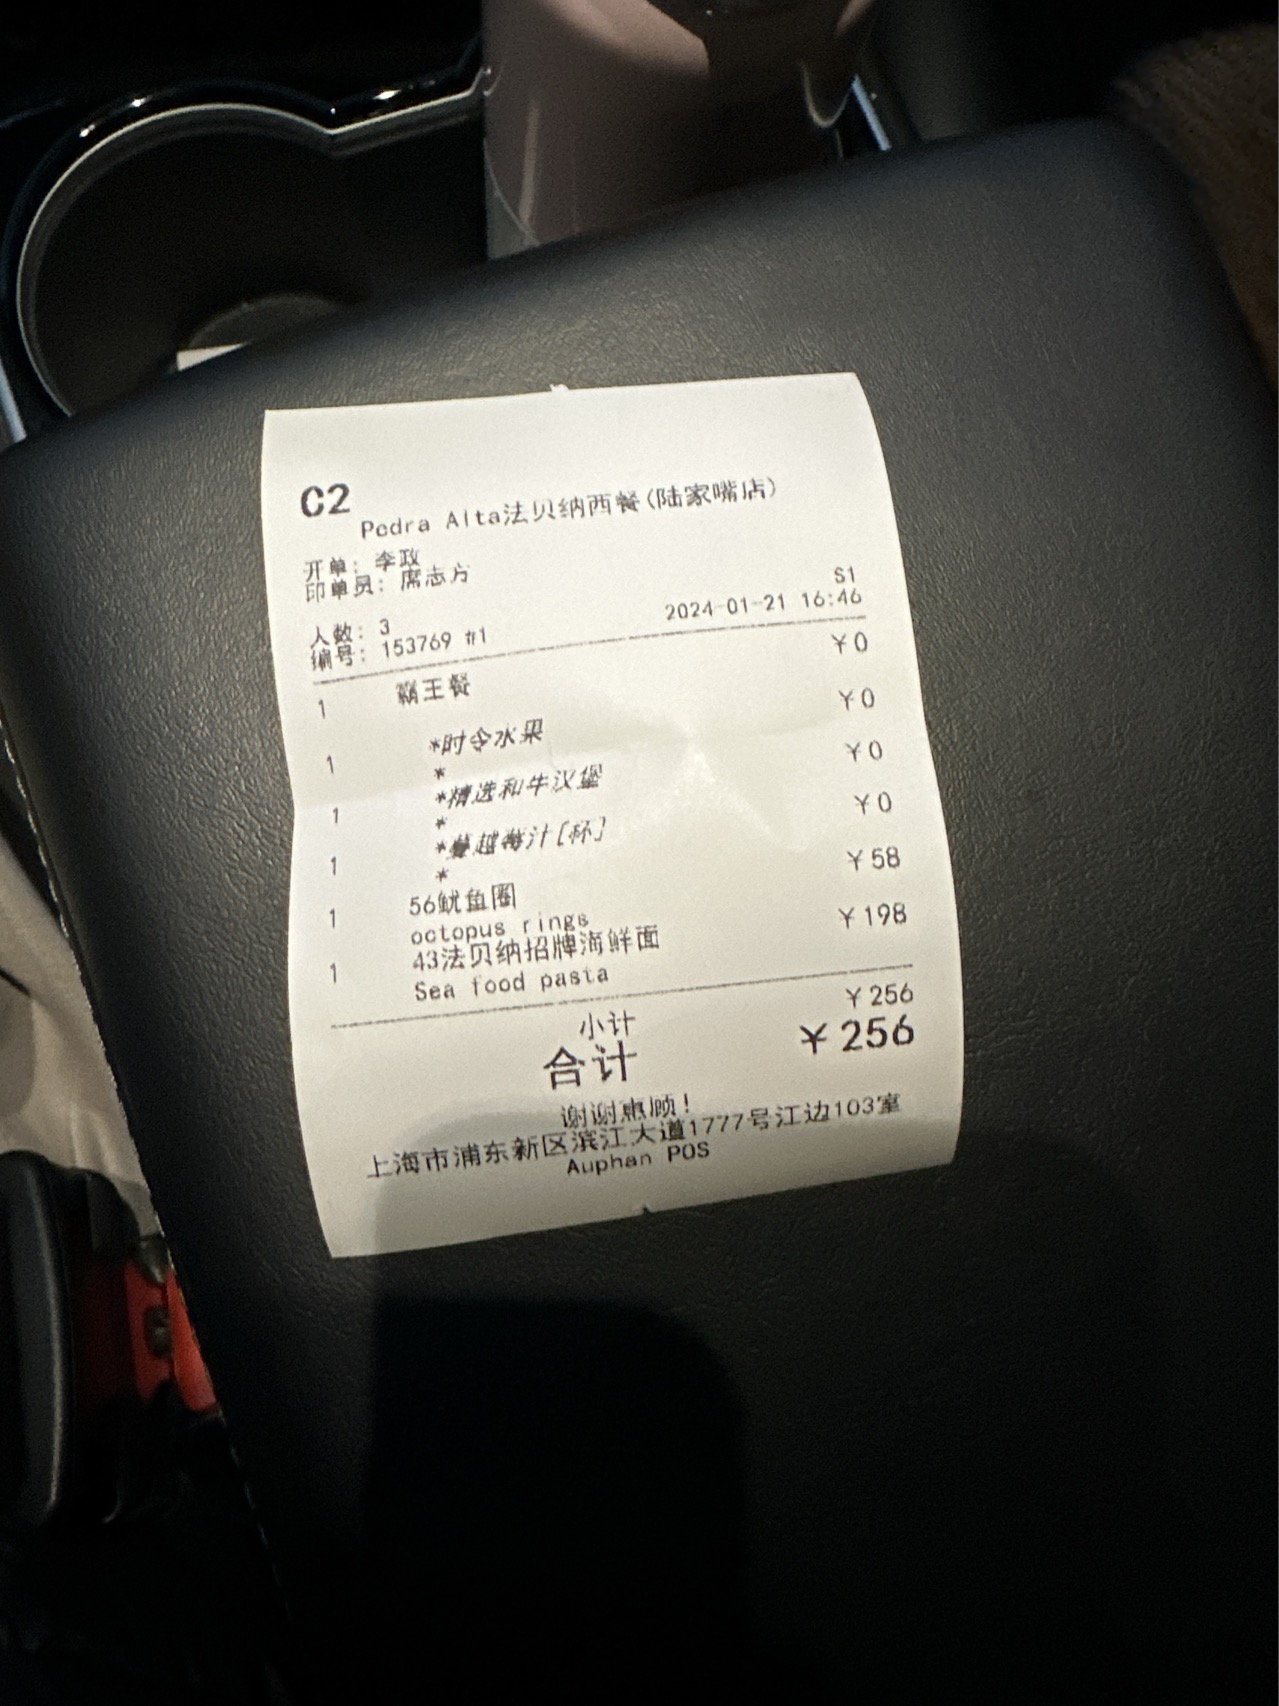 C2
Pedra Alta法贝纳西餐(陆家嘴店)
开单: 李政
印单员: 席志方
S1
人数: 3
2024-01-21 16:46
编号: 153769 #1
1 霸王餐 ¥0
1 *时令水果 ¥0
*
1 *精选和牛汉堡 ¥0
*
1 *蔓越莓汁[杯] ¥0
*
1 56鱿鱼圈 ¥58
octopus rings
1 43法贝纳招牌海鲜面 ¥198
Sea food pasta
小计 ¥256
合计 ¥256
谢谢惠顾!
上海市浦东新区滨江大道1777号江边103室
Auphan POS